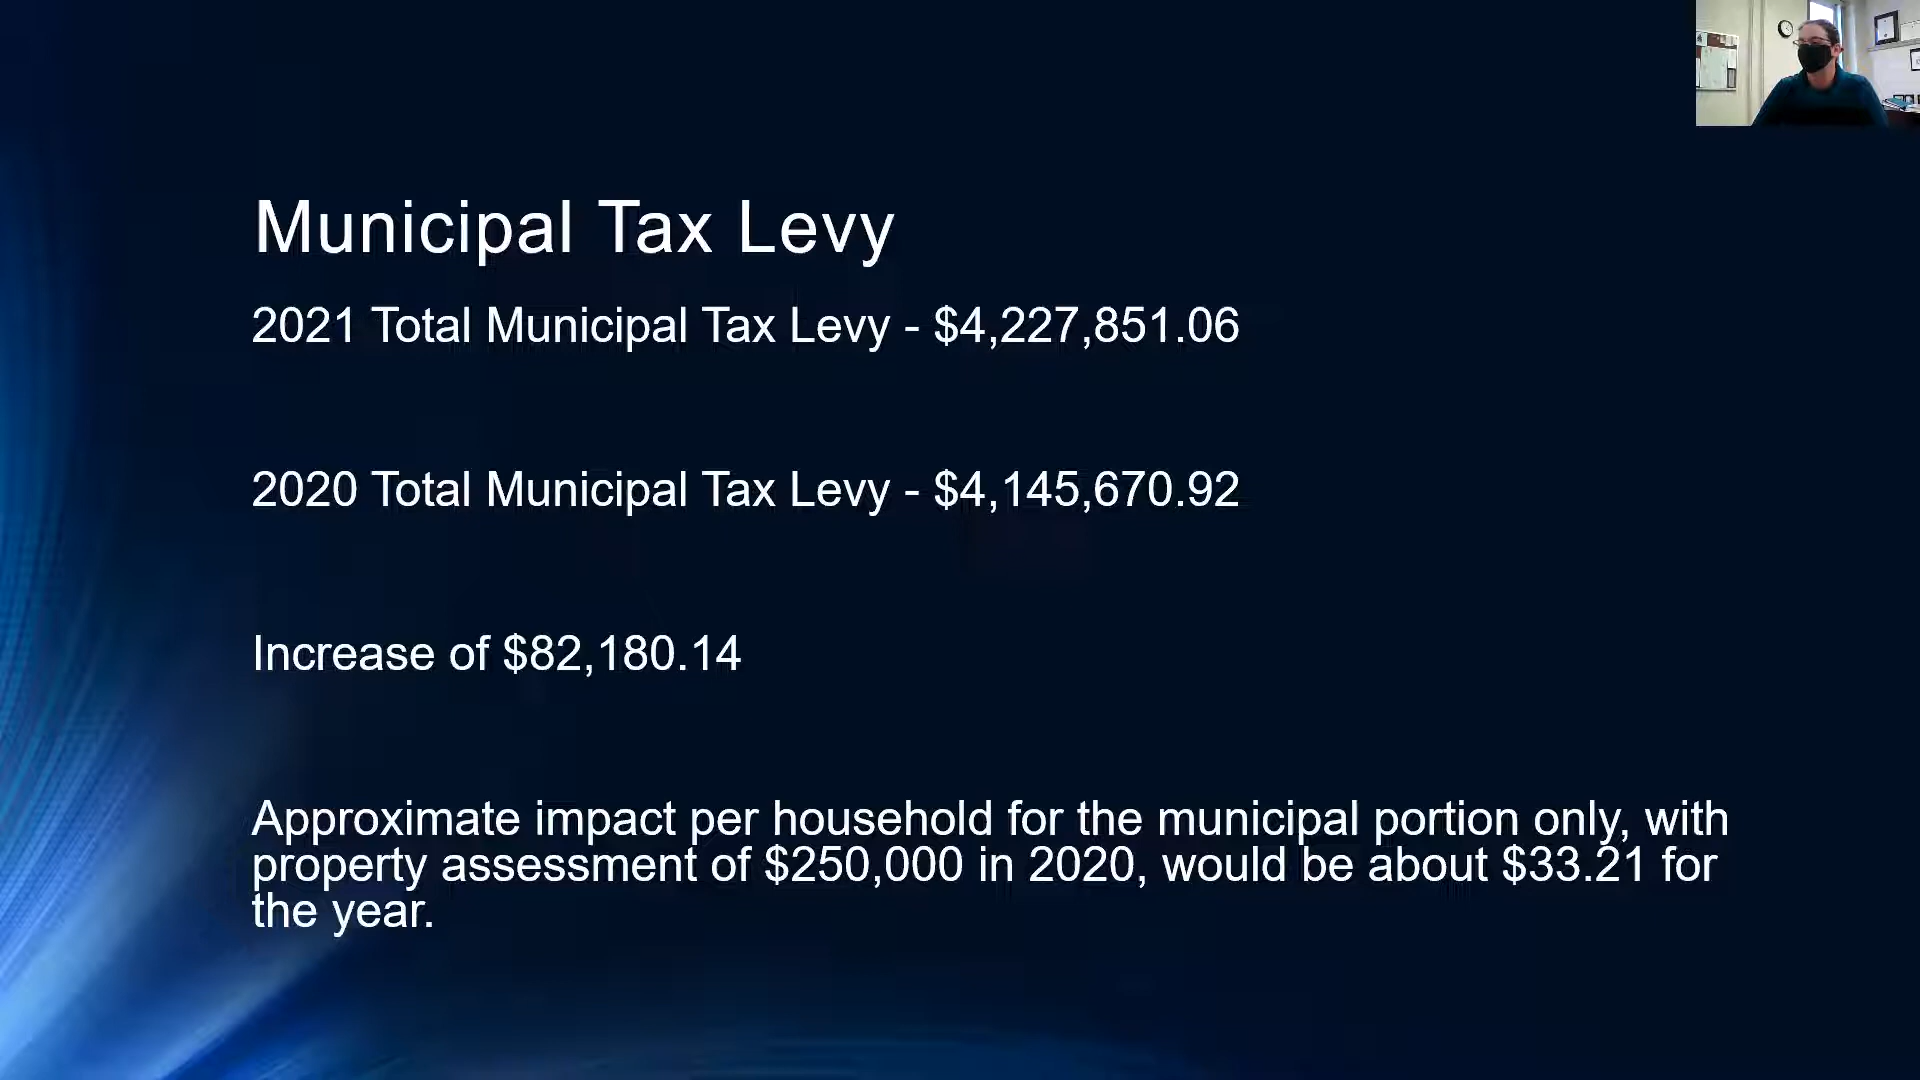 Municipal Tax Levy
2021 Total Municipal Tax Levy - $4,227,851.06
2020 Total Municipal Tax Levy - $4,145,670.92
Increase of $82,180.14
Approximate impact per household for the municipal portion only, with
property assessment of $250,000 in 2020, would be about $33.21 for
the year.